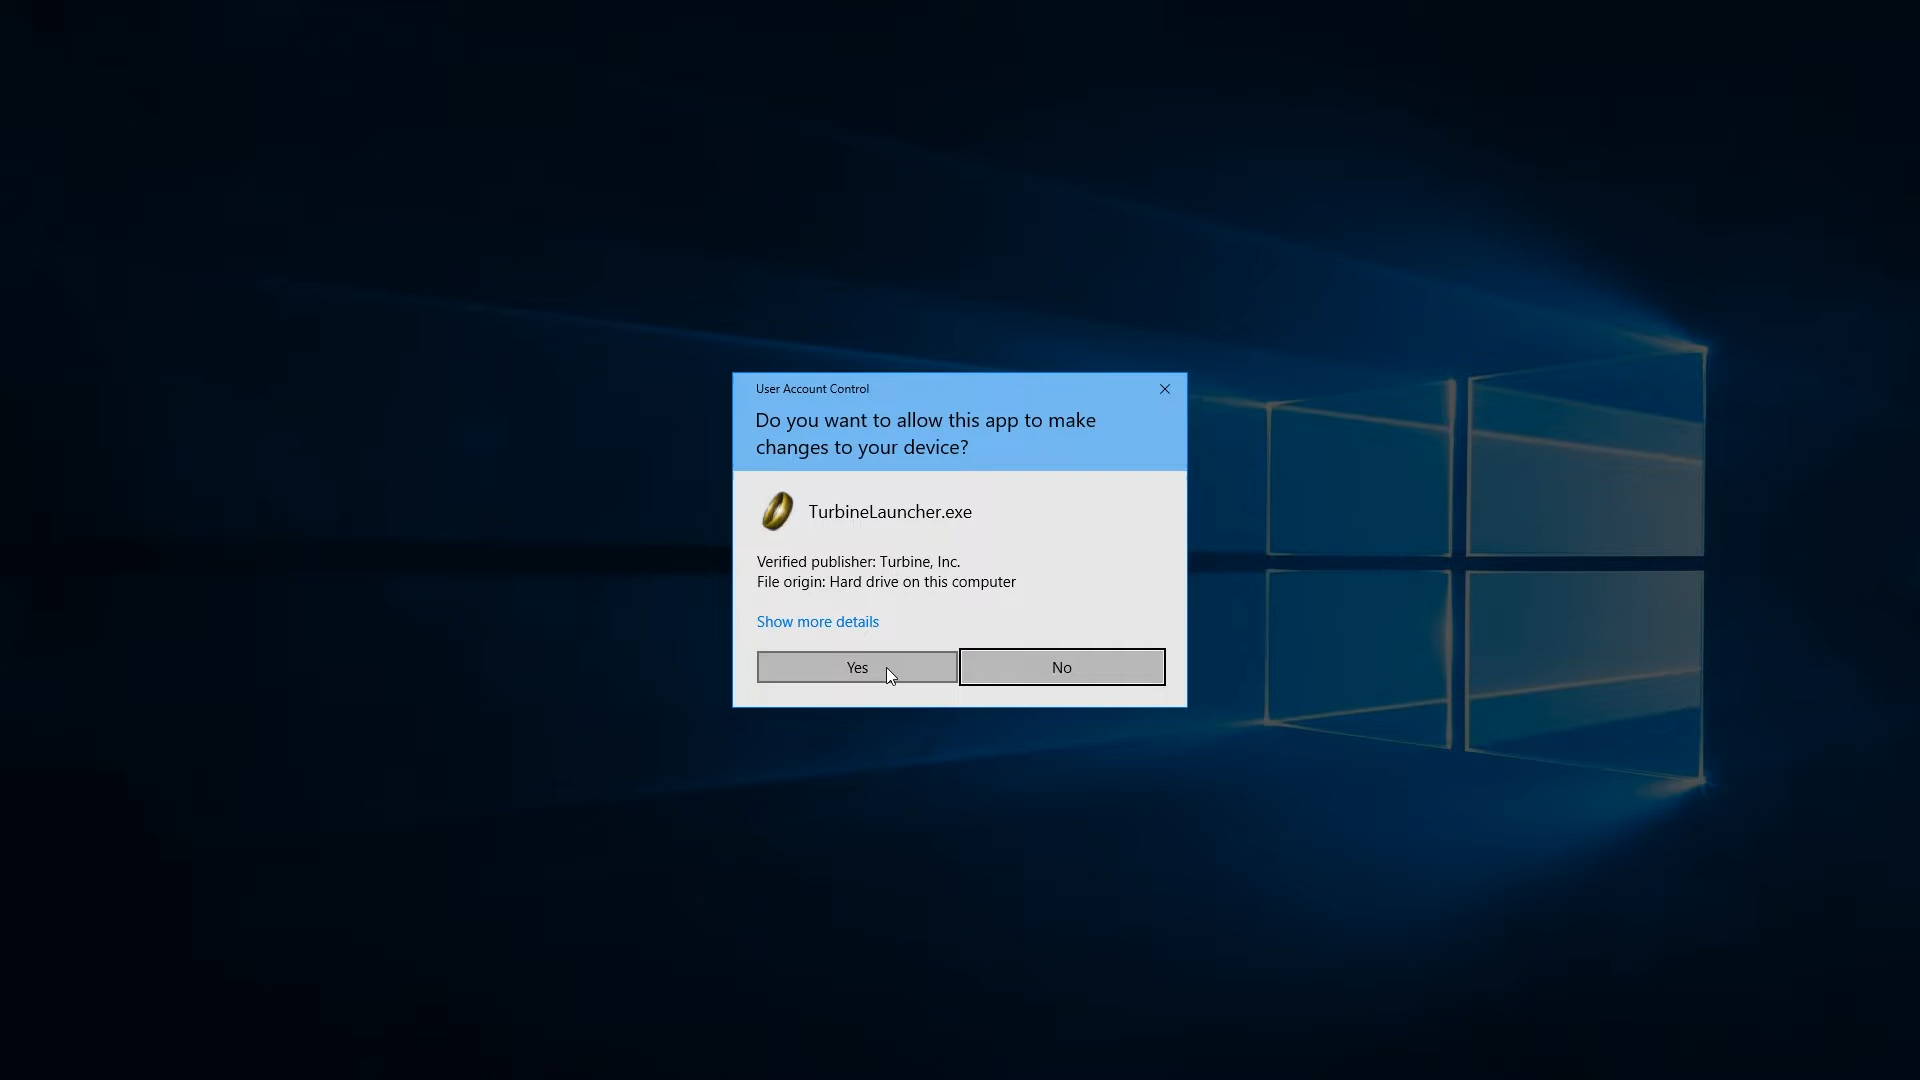 User Account Control
Do you want to allow this app to make
changes to your device?
TurbineLauncher.exe
Verified publisher: Turbine, Inc.
File origin: Hard drive on this computer
Show more details
Yes
No